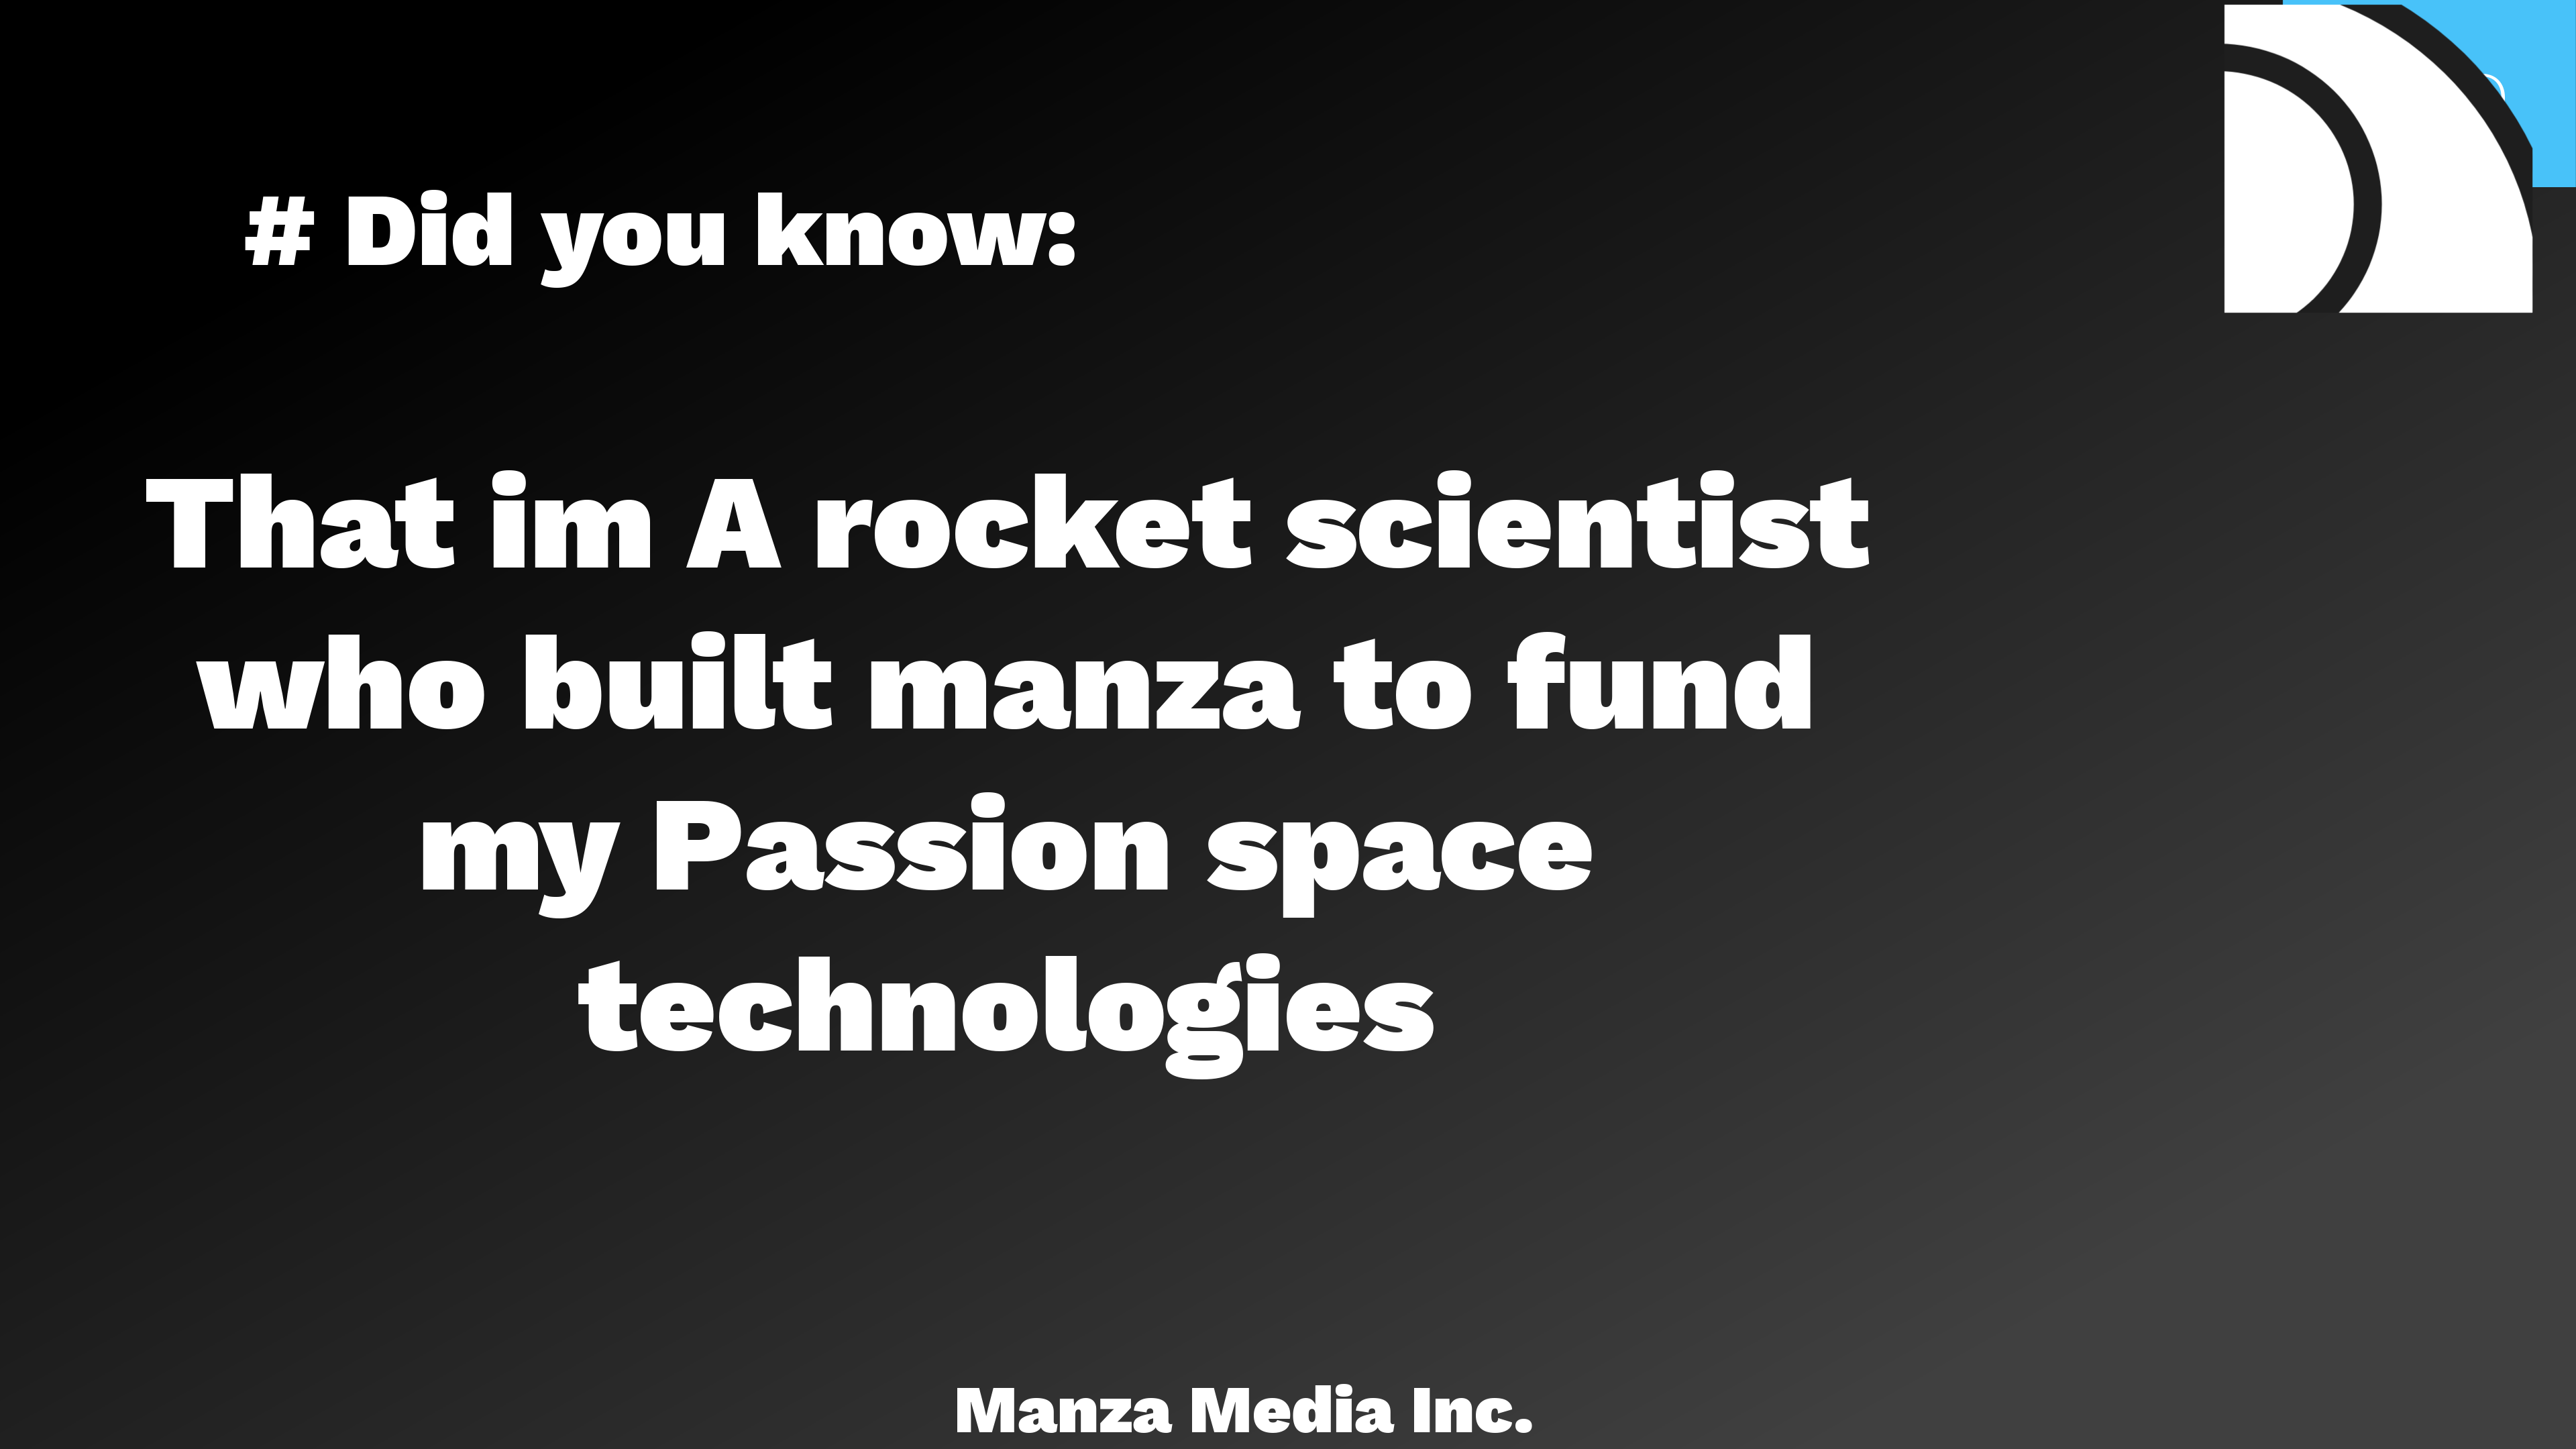 # Did you know:
That im A rocket scientist
who built manza to fund
my Passion space
technologies
Manza Media Inc.